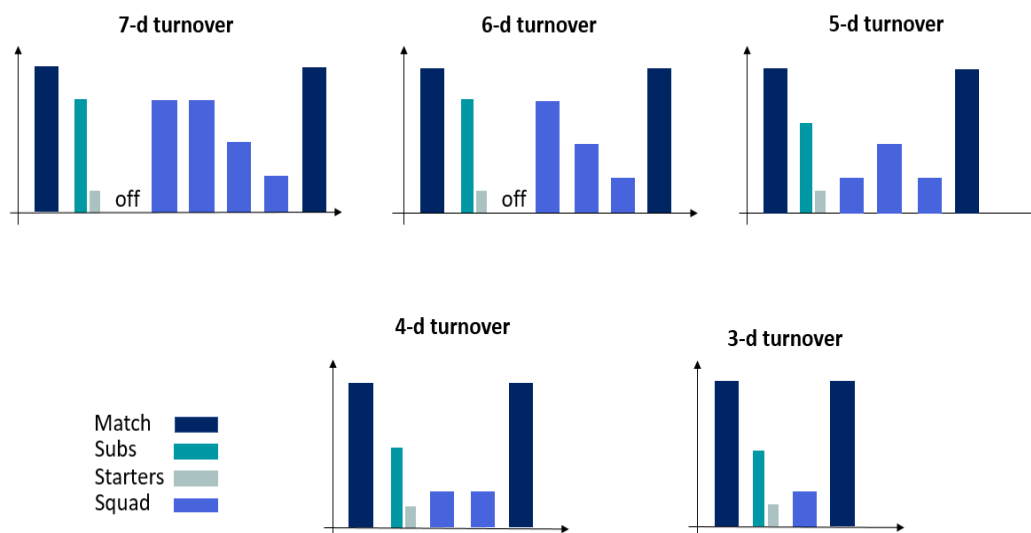 7-d turnover
6-d turnover
5-d turnover
off
off
4-d turnover
3-d turnover
Match
Subs
Starters
Squad